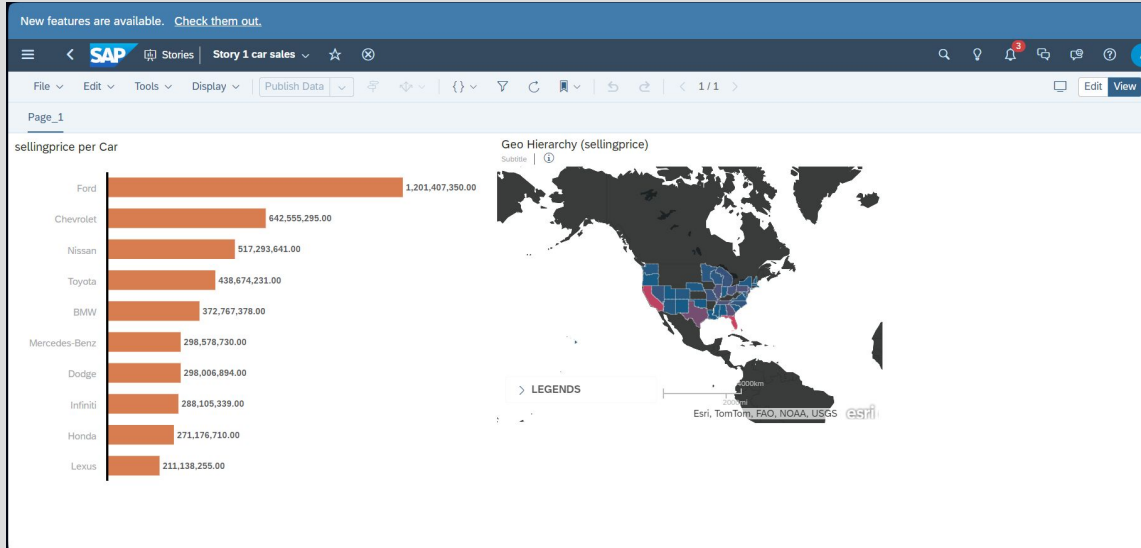 New features are available. Check them out.
SAP Stories Story 1 car sales 3
File Edit Tools Display Publish Data {} 1/1 Edit View
Page_1
sellingprice per Car
Ford 1,201,407,350.00
Chevrolet 642,555,295.00
Nissan 517,293,641.00
Toyota 438,674,231.00
BMW 372,767,378.00
Mercedes-Benz 298,578,730.00
Dodge 298,006,894.00
Infiniti 288,105,339.00
Honda 271,176,710.00
Lexus 211,138,255.00
Geo Hierarchy (sellingprice)
Subtitle
LEGENDS
Esri, TomTom, FAO, NOAA, USGS esri